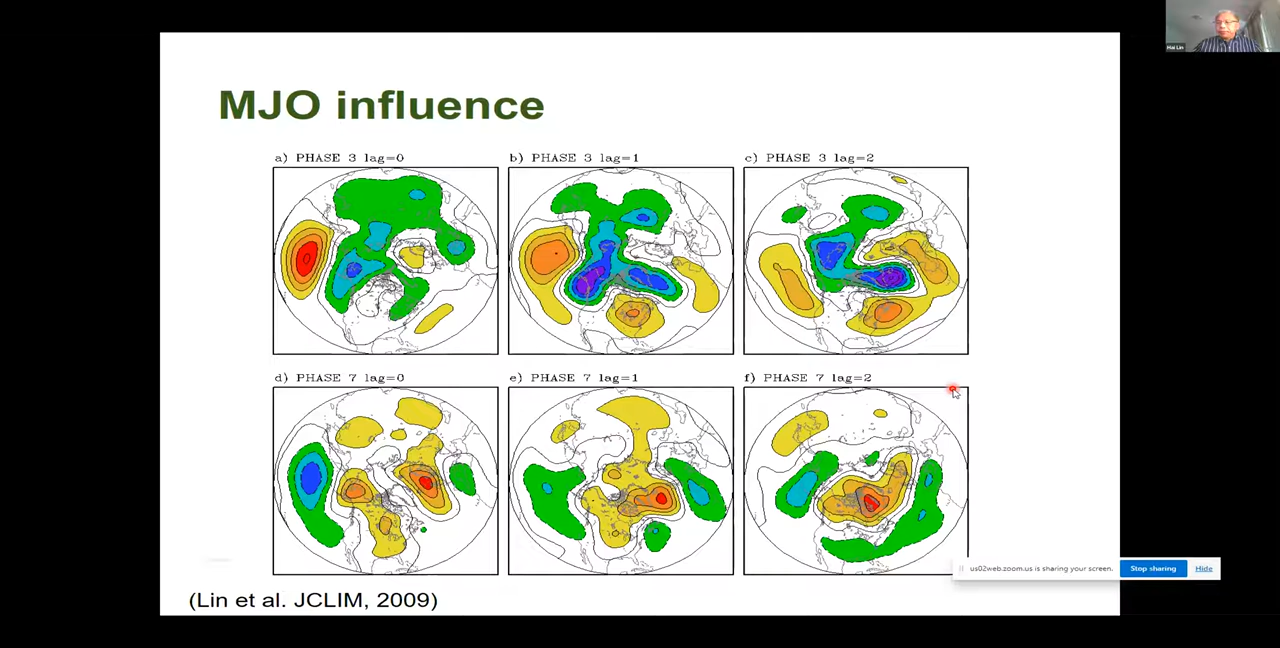 Hai Lin
MJO influence
a) PHASE 3 lag=0
b) PHASE 3 lag=1
c) PHASE 3 lag=2
d) PHASE 7 lag=0
e) PHASE 7 lag=1
f) PHASE 7 lag=2
us02web.zoom.us is sharing your screen.
Stop sharing
Hide
(Lin et al. JCLIM, 2009)